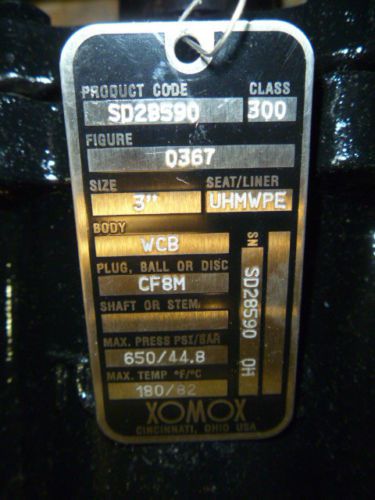 PRODUCT CODE CLASS
SD28590 300
FIGURE
0367
SIZE SEAT/LINER
3" UHMWPE
BODY
WCB
PLUG, BALL OR DISC
CF8M
SHAFT OR STEM
MAX. PRESS PSI/BAR
650/44.8
MAX. TEMP °F/°C
180/82
SN SD28590 QH
XOMOX
CINCINNATI, OHIO USA